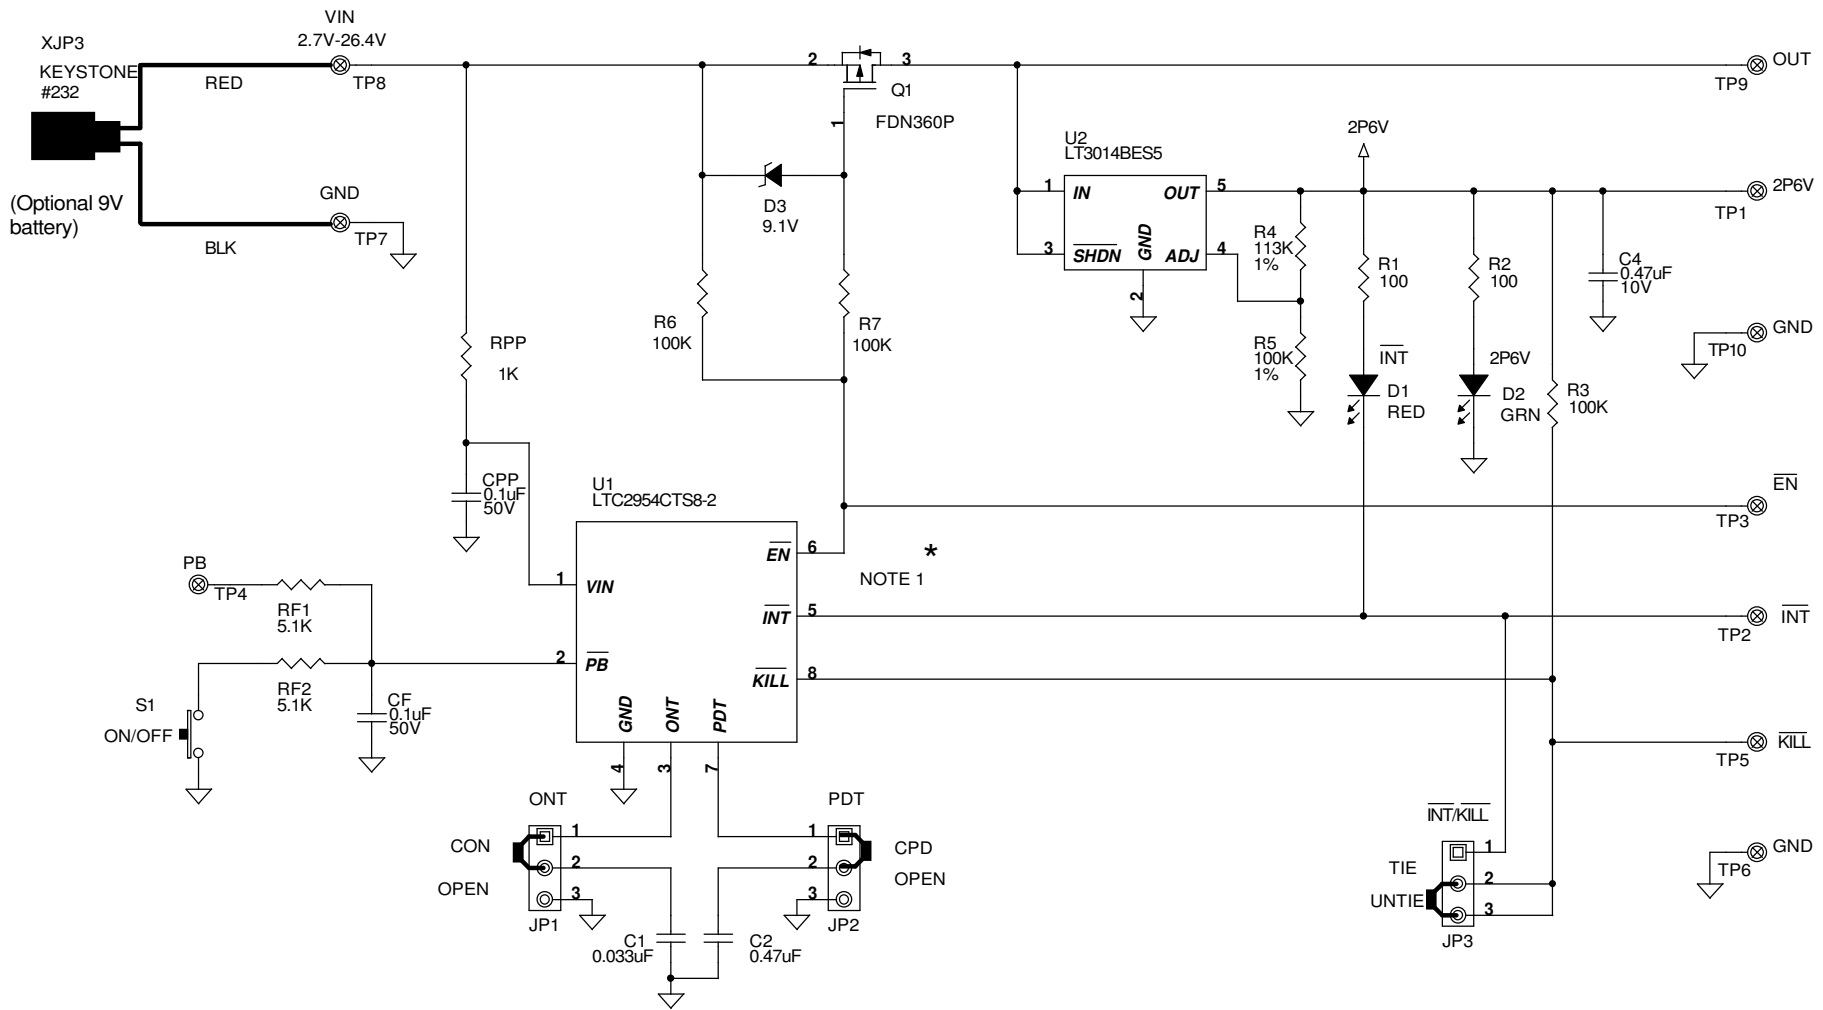 VIN
2.7V-26.4V
XJP3
KEYSTONE
#232
RED
TP8
2
3
Q1
FDN360P
1
OUT
TP9
(Optional 9V
battery)
GND
TP7
BLK
D3
9.1V
U2
LT3014BES5
1
IN
OUT
5
3
SHDN
GND
ADJ
4
2
2P6V
2P6V
TP1
R4
113K
1%
R1
100
R2
100
C4
0.47uF
10V
GND
TP10
R6
100K
R7
100K
R5
100K
1%
INT
D1
RED
2P6V
D2
GRN
R3
100K
RPP
1K
CPP
0.1uF
50V
U1
LTC2954CTS8-2
EN
TP3
EN
6
*
NOTE 1
PB
TP4
RF1
5.1K
1
VIN
INT
5
INT
TP2
RF2
5.1K
2
PB
KILL
8
S1
ON/OFF
CF
0.1uF
50V
GND
ONT
PDT
4
3
7
KILL
TP5
ONT
1
CON
2
OPEN
3
JP1
PDT
1
CPD
2
OPEN
3
JP2
C1
0.033uF
C2
0.47uF
INT/KILL
1
TIE
2
UNTIE
3
JP3
GND
TP6